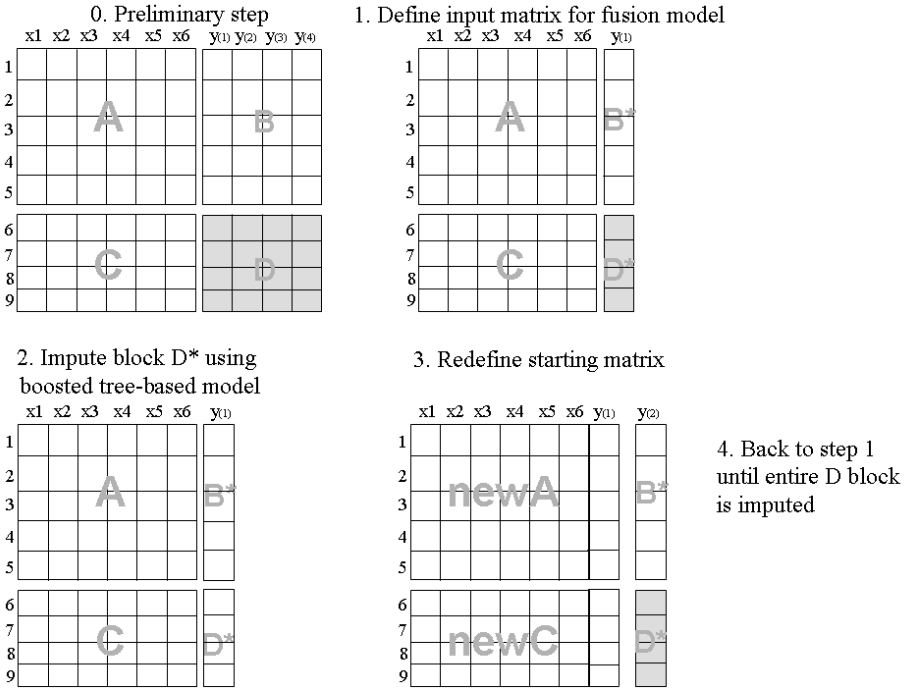 0. Preliminary step
x1 x2 x3 x4 x5 x6 y(1) y(2) y(3) y(4)
1
2
3
4
5
A
B
6
7
8
9
C
D
1. Define input matrix for fusion model
x1 x2 x3 x4 x5 x6 y(1)
1
2
3
4
5
A
B*
6
7
8
9
C
D*
2. Impute block D* using
boosted tree-based model
x1 x2 x3 x4 x5 x6 y(1)
1
2
3
4
5
A
B*
6
7
8
9
C
D*
3. Redefine starting matrix
x1 x2 x3 x4 x5 x6 y(1) y(2)
1
2
3
4
5
newA
B*
6
7
8
9
newC
D*
4. Back to step 1
until entire D block
is imputed